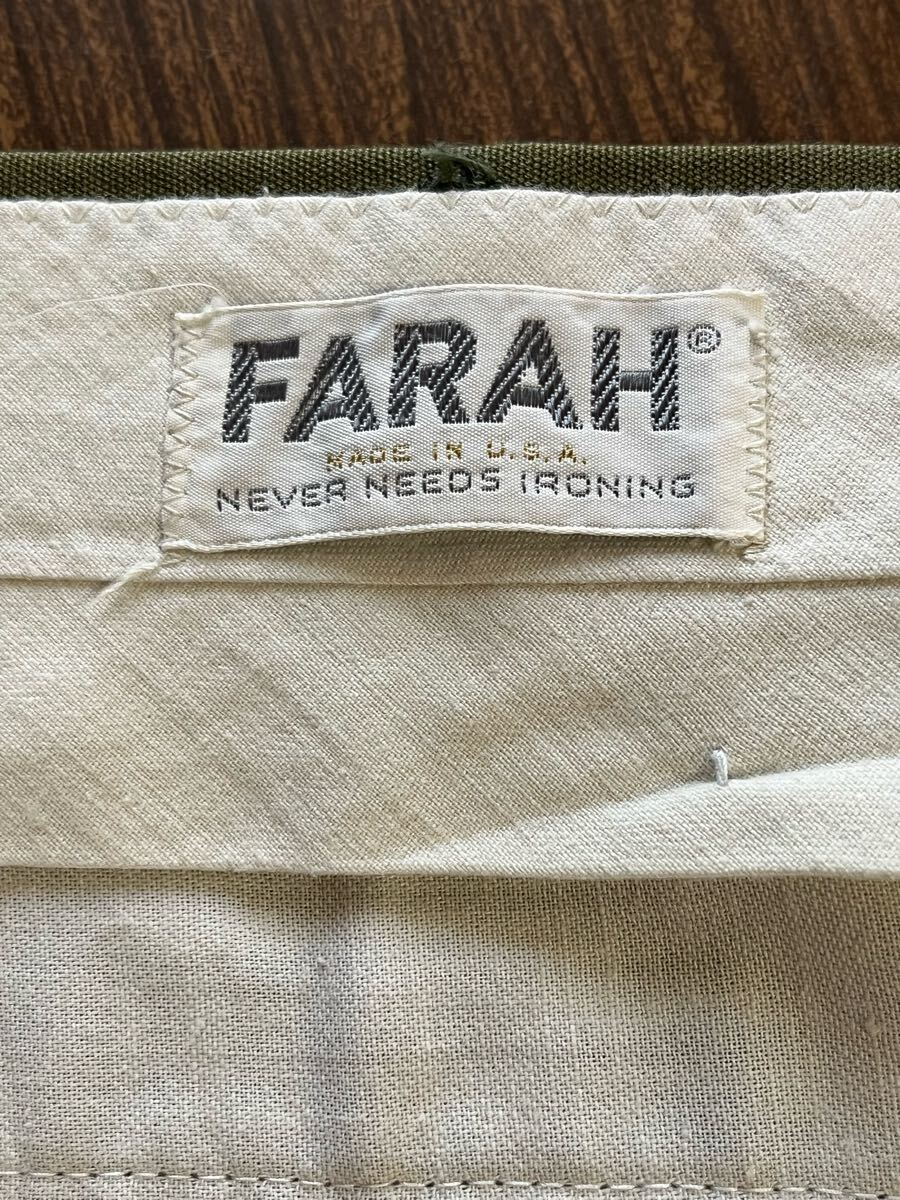 FARAH®
MADE IN U.S.A.
NEVER NEEDS IRONING